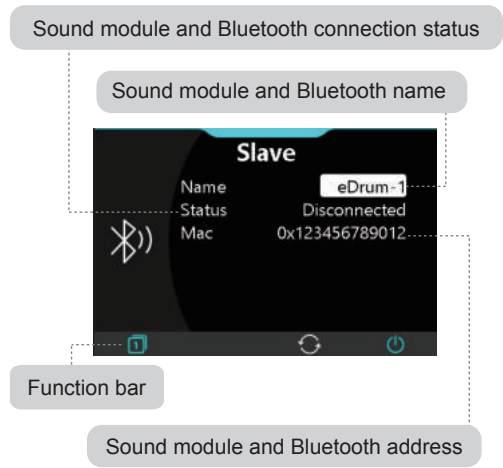 Sound module and Bluetooth connection status
Sound module and Bluetooth name
Slave
Name eDrum-1
Status Disconnected
Mac 0x123456789012
1
Function bar
Sound module and Bluetooth address